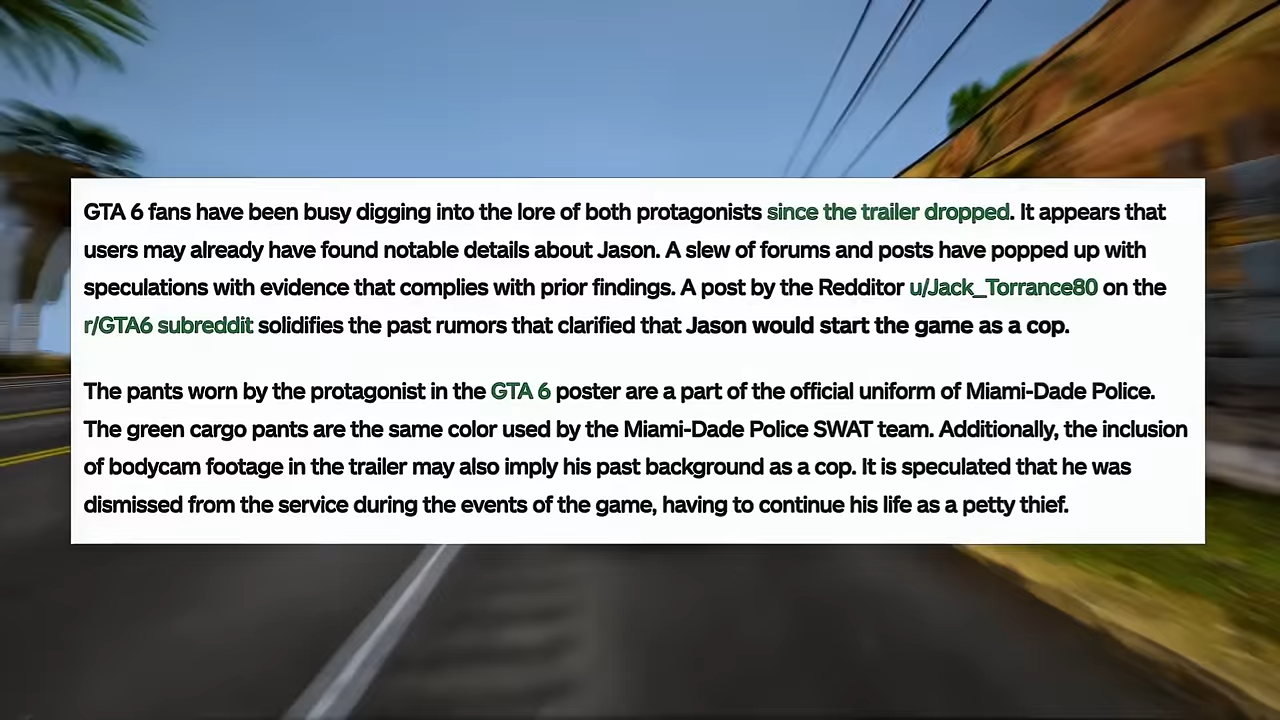 GTA 6 fans have been busy digging into the lore of both protagonists since the trailer dropped. It appears that
users may already have found notable details about Jason. A slew of forums and posts have popped up with
speculations with evidence that complies with prior findings. A post by the Redditor u/Jack_Torrance80 on the
r/GTA6 subreddit solidifies the past rumors that clarified that Jason would start the game as a cop.
The pants worn by the protagonist in the GTA 6 poster are a part of the official uniform of Miami-Dade Police.
The green cargo pants are the same color used by the Miami-Dade Police SWAT team. Additionally, the inclusion
of bodycam footage in the trailer may also imply his past background as a cop. It is speculated that he was
dismissed from the service during the events of the game, having to continue his life as a petty thief.